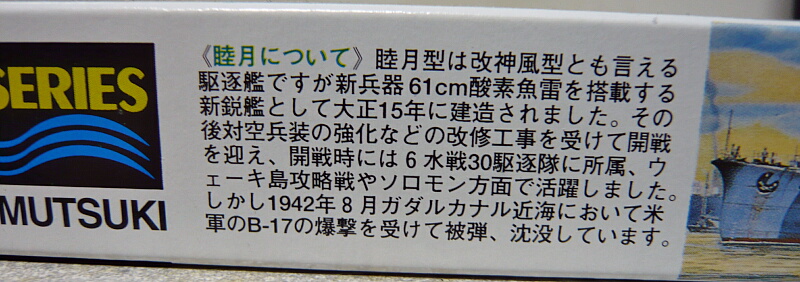 SERIES
MUTSUKI
《睦月について》睦月型は改神風型とも言える
駆逐艦ですが新兵器61cm酸素魚雷を搭載する
新鋭艦として大正15年に建造されました。その
後対空兵装の強化などの改修工事を受けて開戦
を迎え、開戦時には6水戦30駆逐隊に所属、ウ
ェーキ島攻略戦やソロモン方面で活躍しました。
しかし1942年8月ガダルカナル近海において米
軍のB-17の爆撃を受けて被弾、沈没しています。